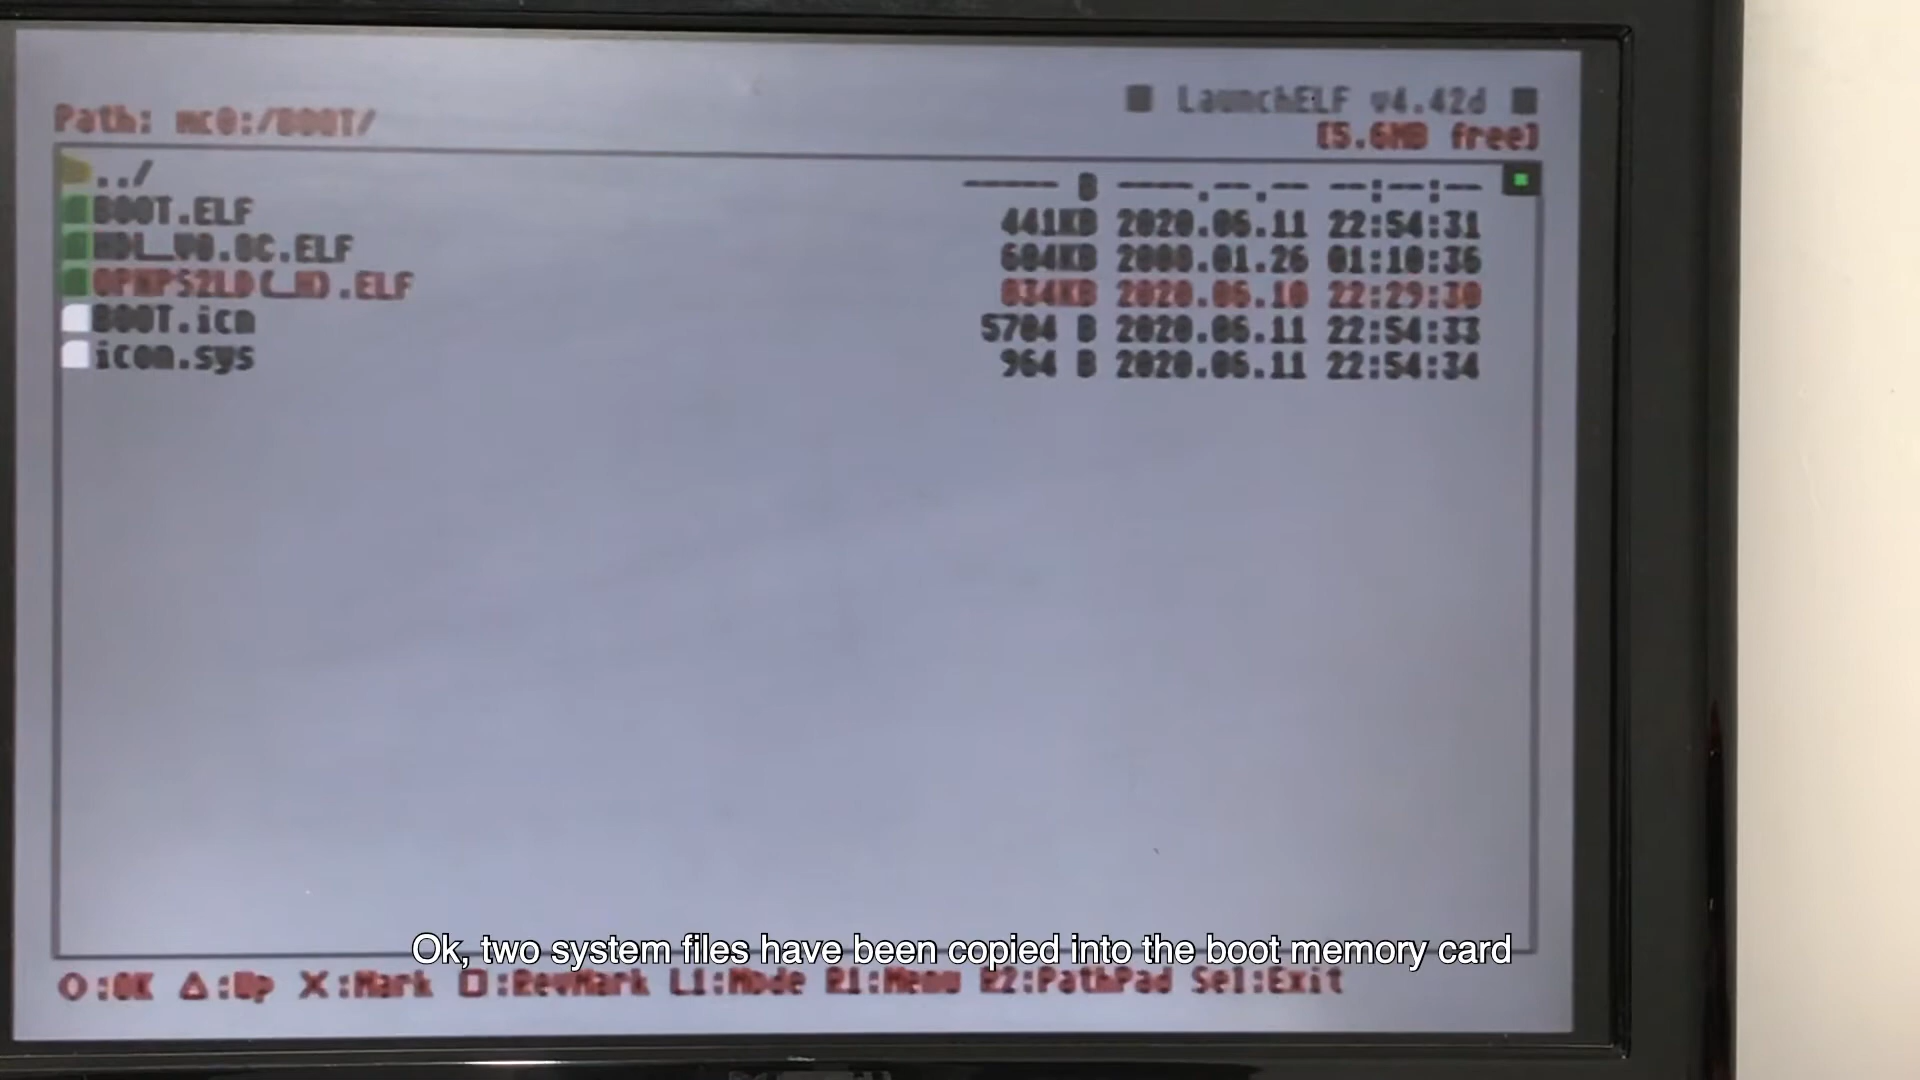 LaunchELF v4.42d
Path: mc0:/BOOT/
[5.6MB free]
../ ----- B ----.--.-- --:--:--
BOOT.ELF 441KB 2020.06.11 22:54:31
HDL_V0.8C.ELF 604KB 2000.01.26 01:10:36
OPNPS2LD(_H).ELF 834KB 2020.06.10 22:29:30
BOOT.icn 5704 B 2020.06.11 22:54:33
icon.sys 964 B 2020.06.11 22:54:34
Ok, two system files have been copied into the boot memory card
O:OK △:Up X:Mark □:RevMark L1:Mode R1:Menu R2:PathPad Sel:Exit